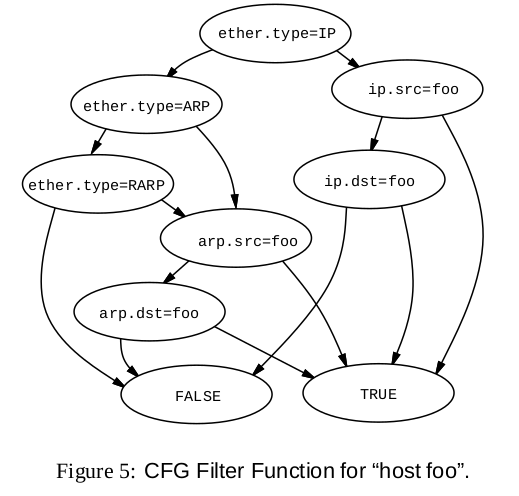 ether.type=IP
ip.src=foo
ether.type=ARP
ether.type=RARP
ip.dst=foo
arp.src=foo
arp.dst=foo
FALSE
TRUE
Figure 5: CFG Filter Function for “host foo”.